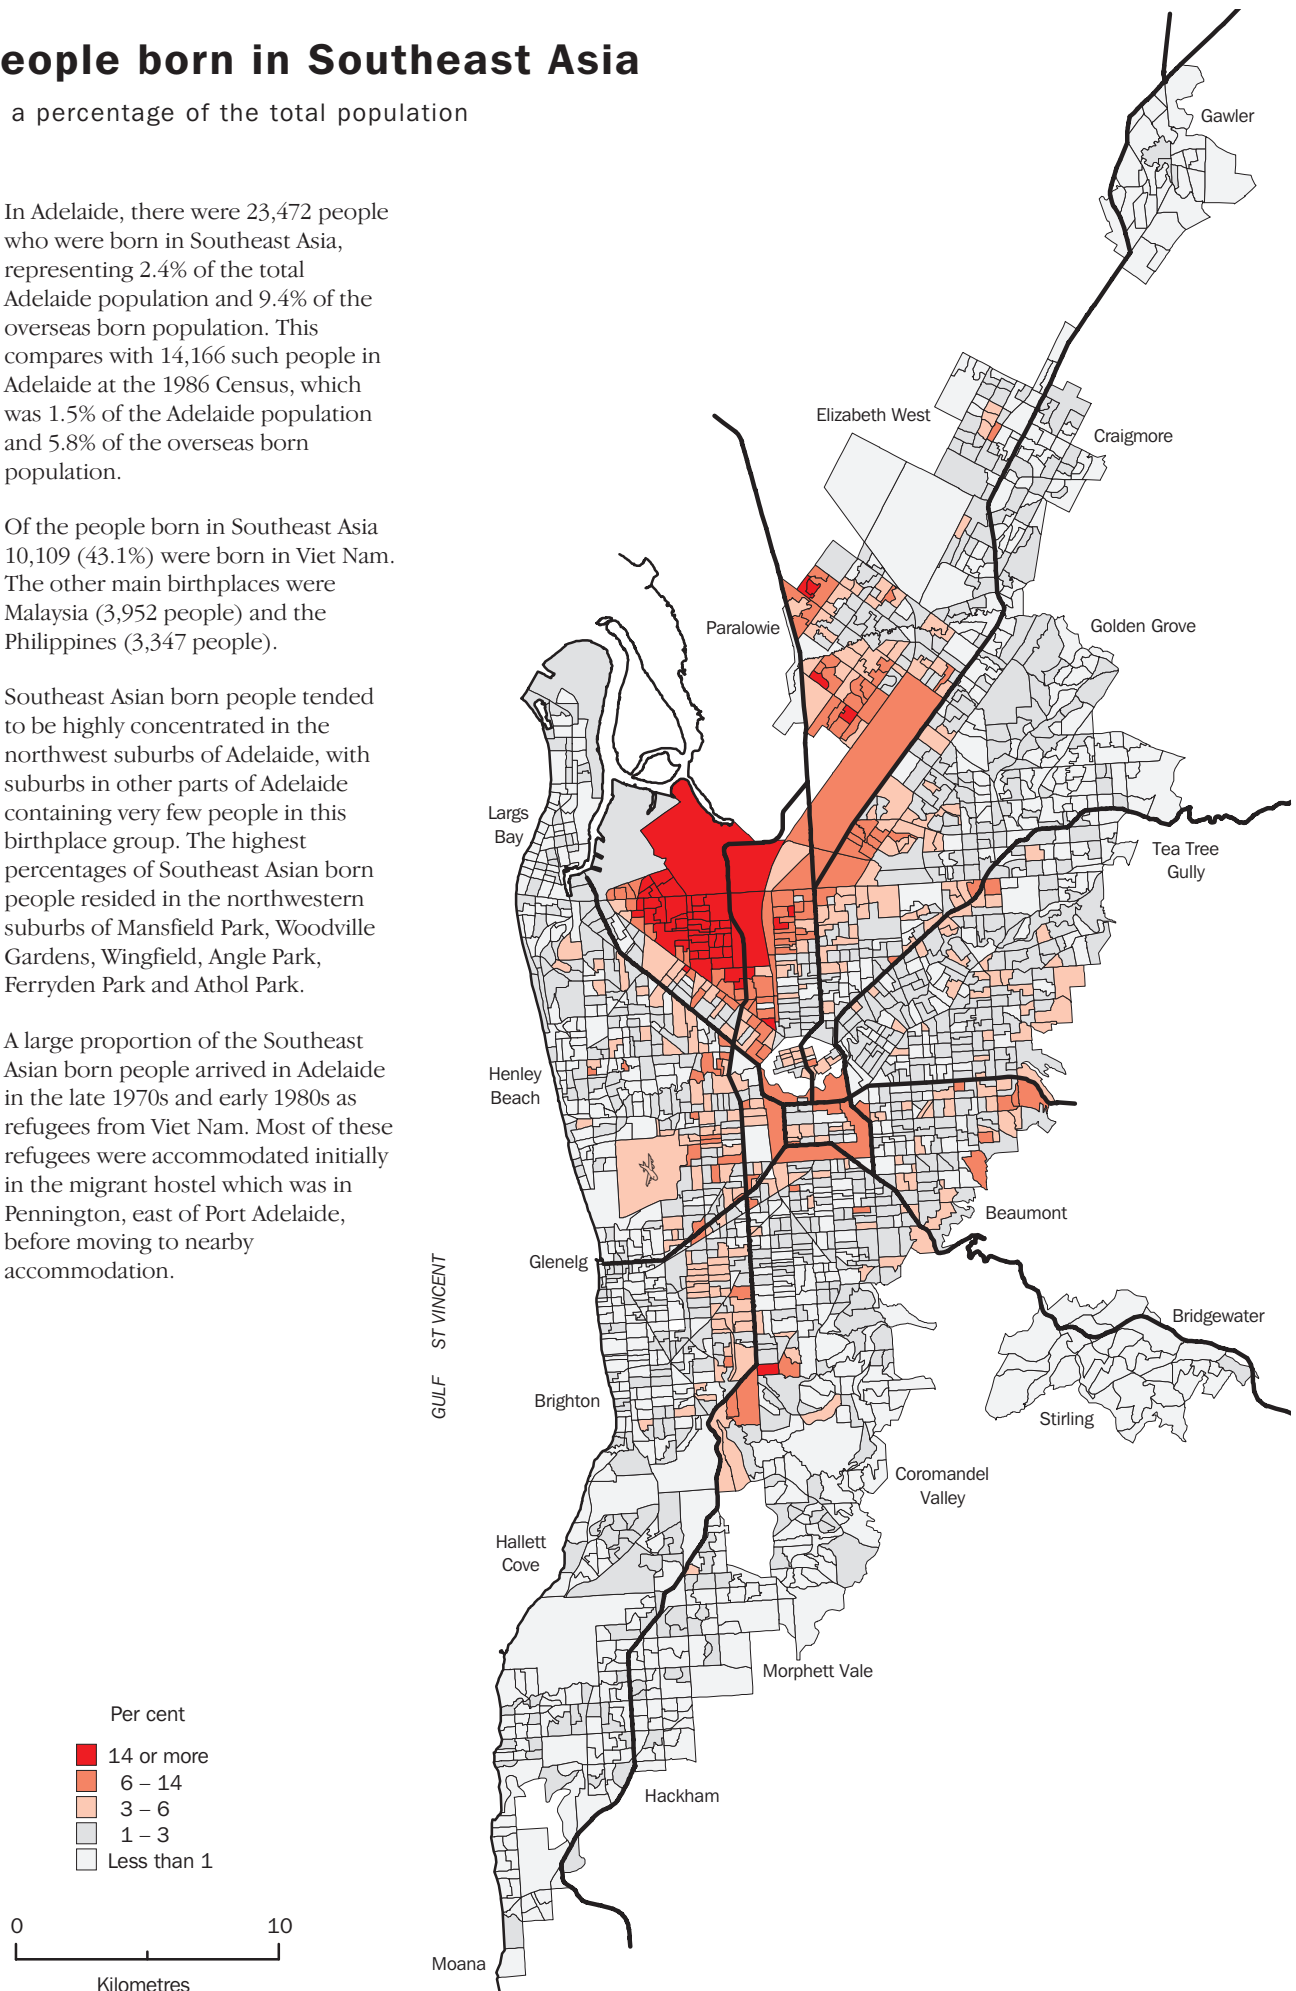 eople born in Southeast Asia
a percentage of the total population
In Adelaide, there were 23,472 people
who were born in Southeast Asia,
representing 2.4% of the total
Adelaide population and 9.4% of the
overseas born population. This
compares with 14,166 such people in
Adelaide at the 1986 Census, which
was 1.5% of the Adelaide population
and 5.8% of the overseas born
population.
Of the people born in Southeast Asia
10,109 (43.1%) were born in Viet Nam.
The other main birthplaces were
Malaysia (3,952 people) and the
Philippines (3,347 people).
Southeast Asian born people tended
to be highly concentrated in the
northwest suburbs of Adelaide, with
suburbs in other parts of Adelaide
containing very few people in this
birthplace group. The highest
percentages of Southeast Asian born
people resided in the northwestern
suburbs of Mansfield Park, Woodville
Gardens, Wingfield, Angle Park,
Ferryden Park and Athol Park.
A large proportion of the Southeast
Asian born people arrived in Adelaide
in the late 1970s and early 1980s as
refugees from Viet Nam. Most of these
refugees were accommodated initially
in the migrant hostel which was in
Pennington, east of Port Adelaide,
before moving to nearby
accommodation.
Gawler
Elizabeth West
Craigmore
Paralowie
Golden Grove
Largs
Bay
Tea Tree
Gully
Henley
Beach
Beaumont
Glenelg
GULF ST VINCENT
Bridgewater
Brighton
Stirling
Coromandel
Valley
Hallett
Cove
Morphett Vale
Hackham
Moana
Per cent
14 or more
6 – 14
3 – 6
1 – 3
Less than 1
0 10
Kilometres